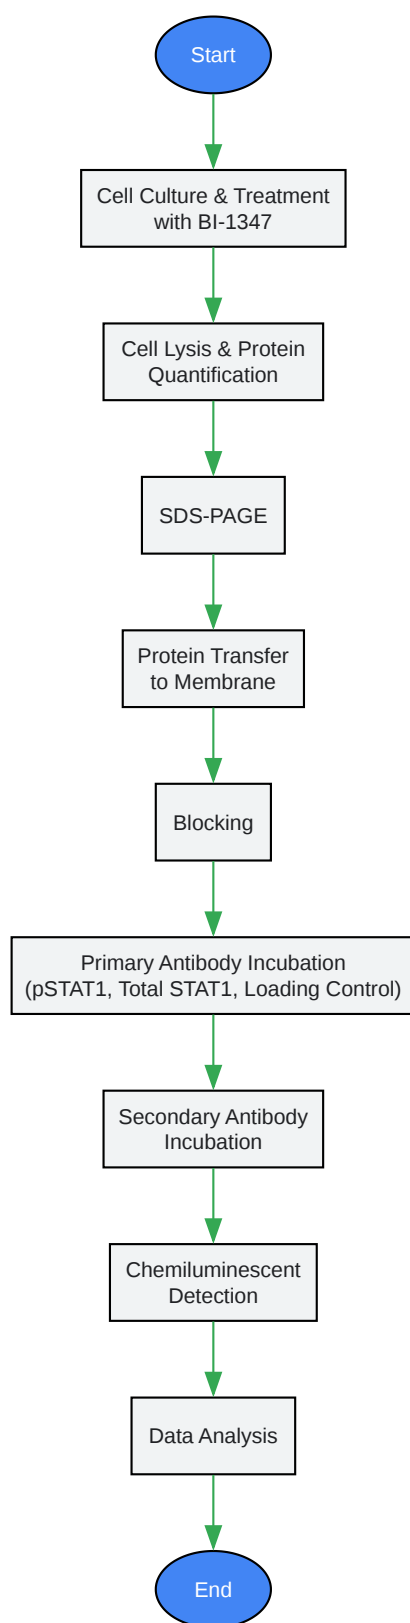 Start
Cell Culture & Treatment
with BI-1347
Cell Lysis & Protein
Quantification
SDS-PAGE
Protein Transfer
to Membrane
Blocking
Primary Antibody Incubation
(pSTAT1, Total STAT1, Loading Control)
Secondary Antibody
Incubation
Chemiluminescent
Detection
Data Analysis
End